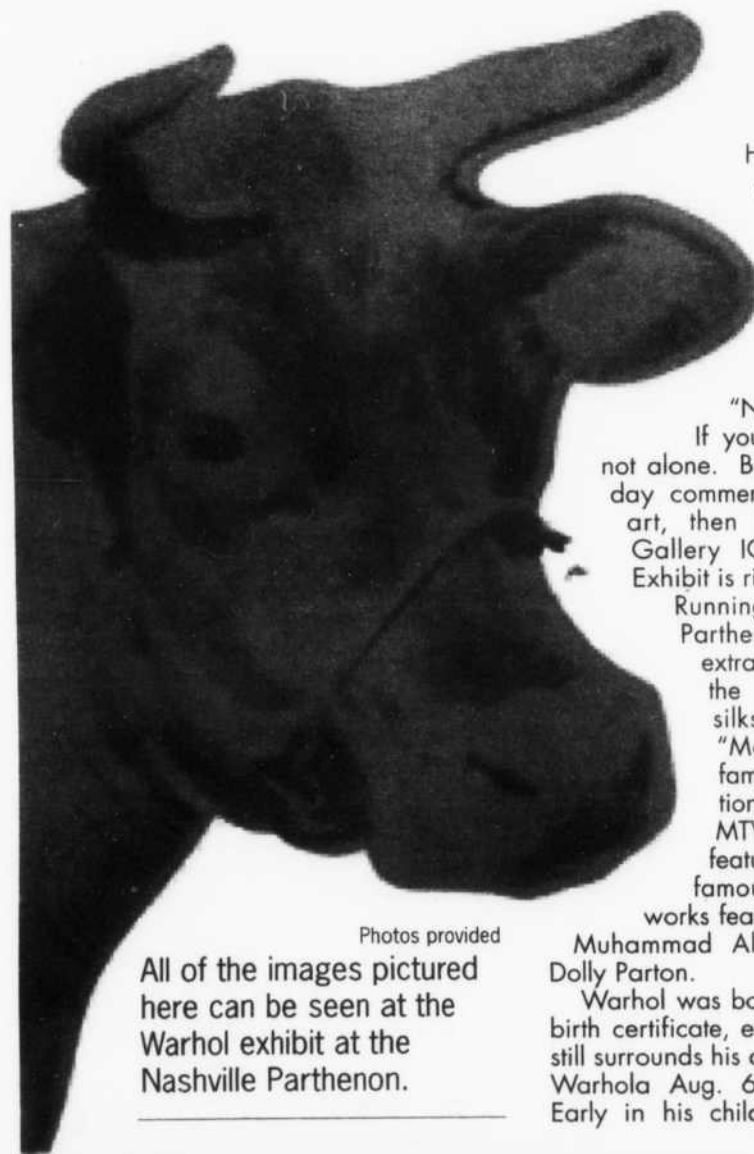 Photos provided
All of the images pictured
here can be seen at the
Warhol exhibit at the
Nashville Parthenon.
H
"N
If you
not alone. B
day commer
art, then
Gallery IC
Exhibit is ri
Running
Parthe
extra
the
silks
"Ma
fam
tion
MTV
featu
famou
works fea
Muhammad Al
Dolly Parton.
Warhol was bo
birth certificate, e
still surrounds his d
Warhola Aug. 6
Early in his chil